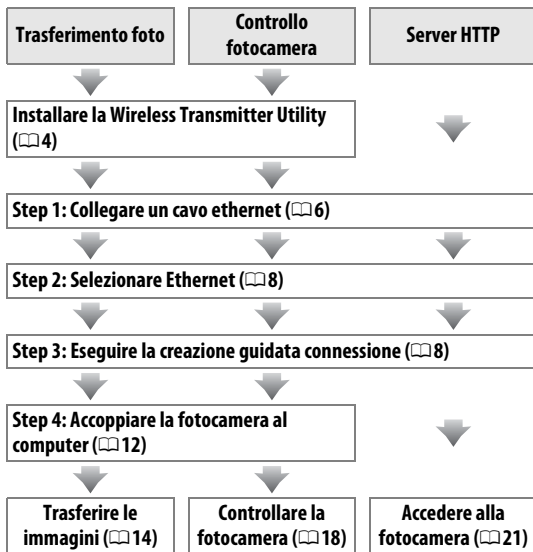 Trasferimento foto
Controllo
fotocamera
Server HTTP
Installare la Wireless Transmitter Utility
(🕮4)
Step 1: Collegare un cavo ethernet (🕮6)
Step 2: Selezionare Ethernet (🕮8)
Step 3: Eseguire la creazione guidata connessione (🕮8)
Step 4: Accoppiare la fotocamera al
computer (🕮12)
Trasferire le
immagini (🕮14)
Controllare la
fotocamera (🕮18)
Accedere alla
fotocamera (🕮21)